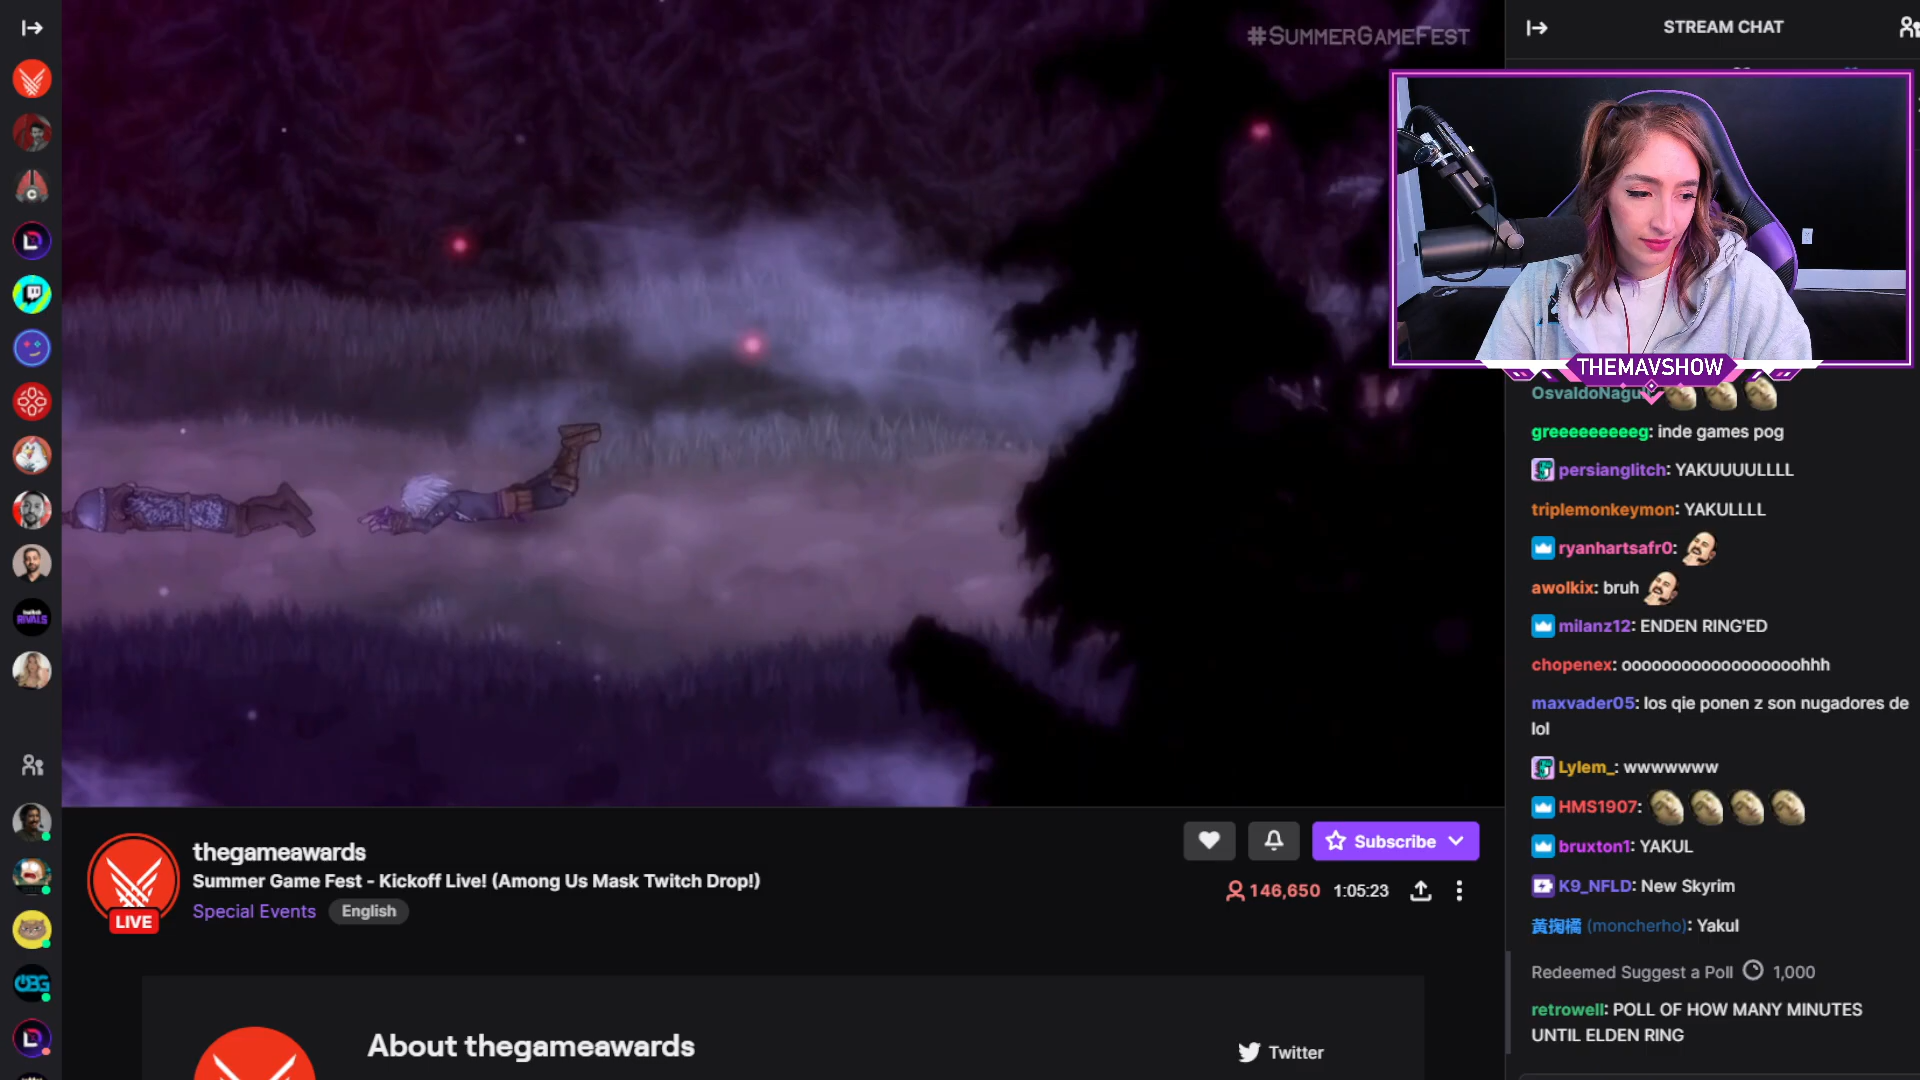 #SUMMERGAMEFEST
STREAM CHAT
THEMAVSHOW
greeeeeeeeeg: inde games pog
persianglitch: YAKUUUULLLL
triplemonkeymon: YAKULLLL
ryanhartsafr0:
awolkix: bruh
milanz12: ENDEN RING'ED
chopenex: oooooooooooooooooohhh
maxvader05: los qie ponen z son nugadores de
lol
Lylem_: wwwwwww
HMS1907:
bruxton1: YAKUL
K9_NFLD: New Skyrim
黃掬橘 (moncherho): Yakul
Redeemed Suggest a Poll 1,000
retrowell: POLL OF HOW MANY MINUTES
UNTIL ELDEN RING
thegameawards
Summer Game Fest - Kickoff Live! (Among Us Mask Twitch Drop!)
Special Events English
LIVE
Subscribe
146,650 1:05:23
About thegameawards
Twitter
RIVALS